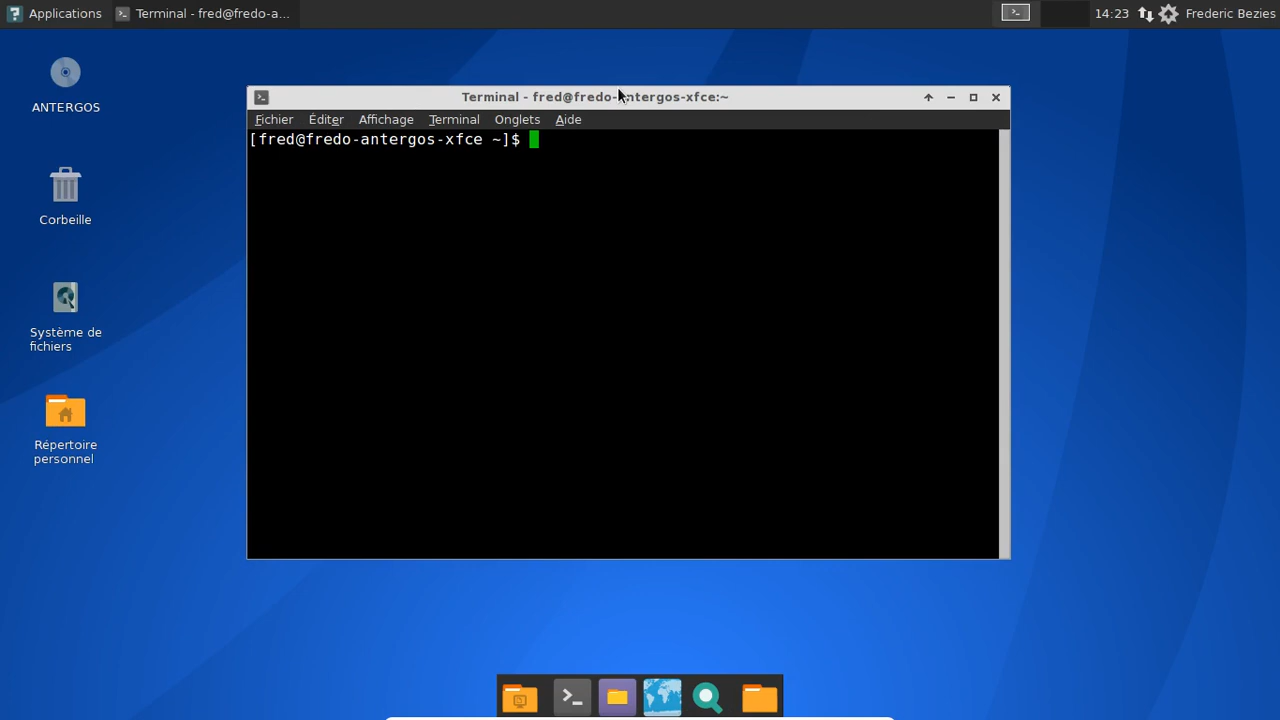 Applications
Terminal - fred@fredo-a...
14:23
Frederic Bezies
ANTERGOS
Corbeille
Système de
fichiers
Répertoire
personnel
Terminal - fred@fredo-antergos-xfce:~
Fichier Éditer Affichage Terminal Onglets Aide
[fred@fredo-antergos-xfce ~]$